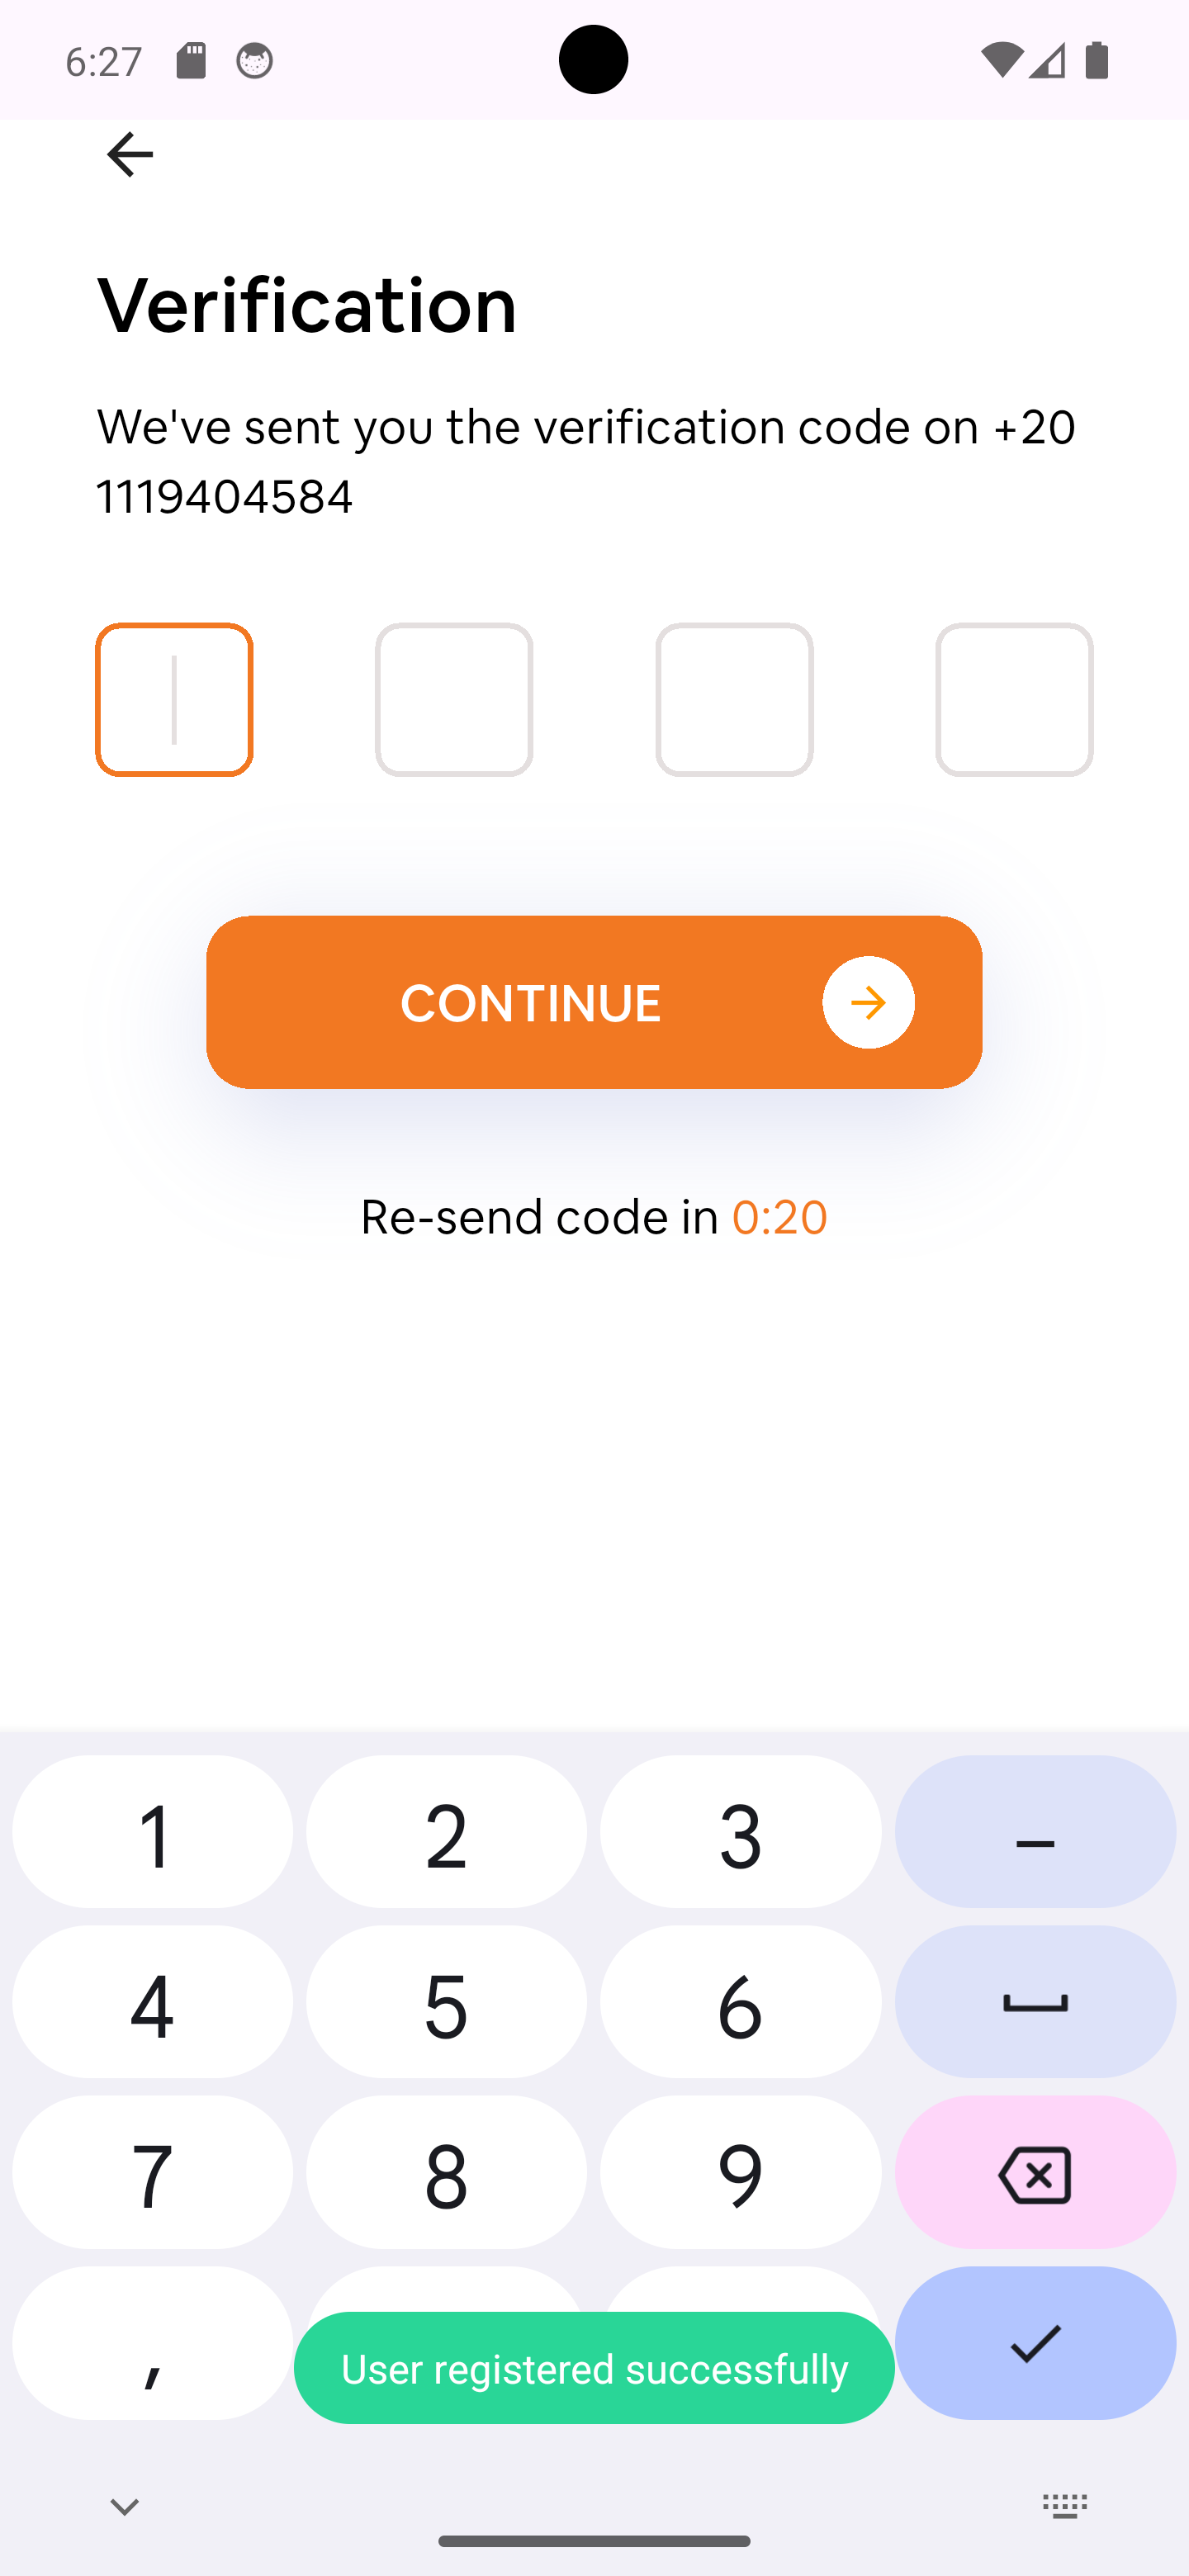 6:27
Verification
We've sent you the verification code on +20
1119404584
CONTINUE
Re-send code in 0:20
1 2 3 –
4 5 6
7 8 9
,
User registered successfully